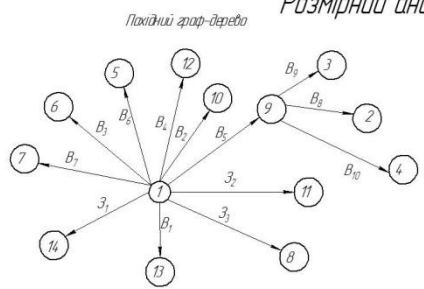 Розмірний ана
Похідний граф-дерево
12
3
5
B₉
10
9
6
B₆
B₄
B₈
2
B₃
B₂
B₅
7
B₇
B₁₀
4
З₂
1
11
З₁
З₃
B₁
14
8
13